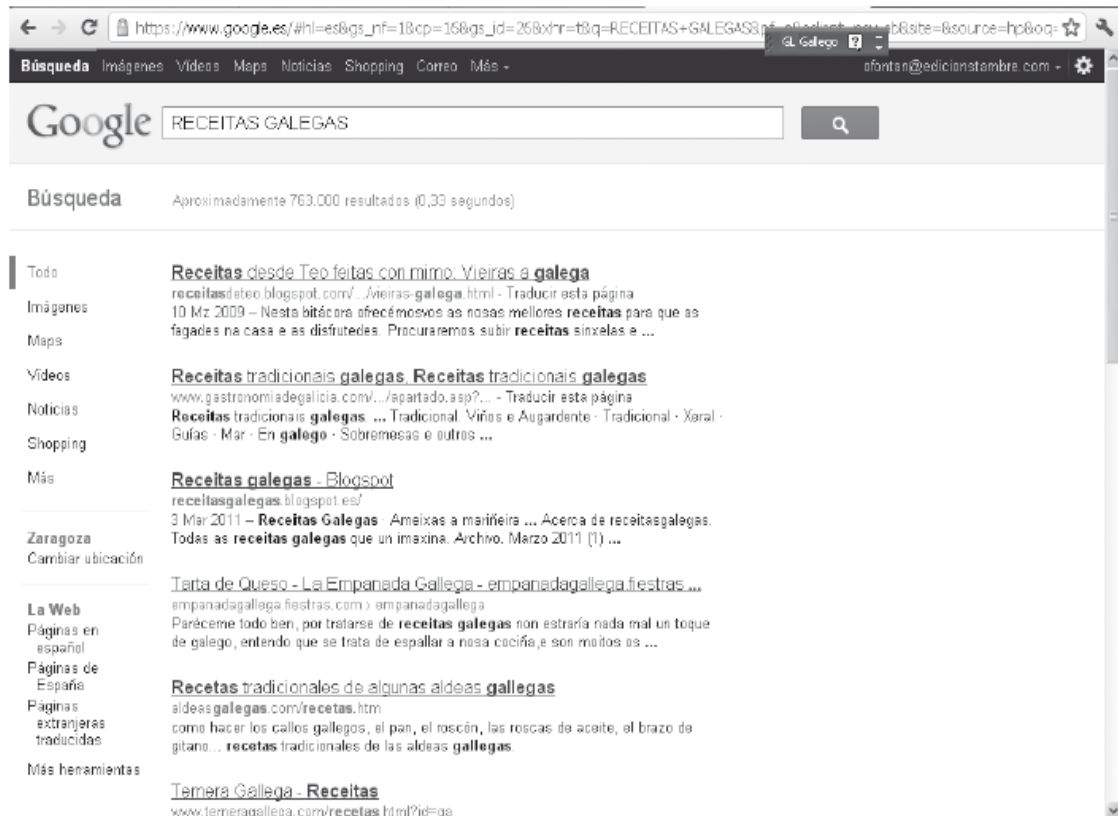 https://www.google.es/#hl=es&gs_nf=1&cp=16&gs_id=26&xhr=t&q=RECEITAS+GALEGAS&
GL Gallego
Búsqueda Imágenes Vídeos Maps Noticias Shopping Correo Más
ofontan@edicionstambre.com
Google RECEITAS GALEGAS
Búsqueda Aproximadamente 763.000 resultados (0,33 segundos)
Todo
Imágenes
Maps
Vídeos
Noticias
Shopping
Más
Zaragoza
Cambiar ubicación
La Web
Páginas en
español
Páginas de
España
Páginas
extranjeras
traducidas
Más herramientas
Receitas desde Teo feitas con mimo: Vieiras a galega
receitasdeteo.blogspot.com/.../vieiras-galega.html - Traducir esta página
10 Mz 2009 – Nesta bitácora ofrecémosvos as nosas mellores receitas para que as
fagades na casa e as disfrutedes. Procuraremos subir receitas sinxelas e ...
Receitas tradicionais galegas, Receitas tradicionais galegas
www.gastronomiadegalicia.com/.../apartado.asp?... - Traducir esta página
Receitas tradicionais galegas. ... Tradicional. Viños e Augardente · Tradicional · Xeral ·
Guías · Mar · En galego · Sobremesas e outros ...
Receitas galegas - Blogspot
receitasgalegas.blogspot.es/
3 Mar 2011 – Receitas Galegas · Ameixas a mariñeira ... Acerca de receitasgalegas.
Todas as receitas galegas que un imaxina. Archivo. Marzo 2011 (1) ...
Tarta de Queso - La Empanada Gallega - empanadagallega.fiestras ...
empanadagallega.fiestras.com › empanadagallega
Paréceme todo ben, por tratarse de receitas galegas non estraría nada mal un toque
de galego, entendo que se trata de espallar a nosa cociña,e son moitos os ...
Recetas tradicionales de algunas aldeas gallegas
aldeasgalegas.com/recetas.htm
como hacer los callos gallegos, el pan, el roscón, las roscas de aceite, el brazo de
gitano... recetas tradicionales de las aldeas gallegas.
Ternera Gallega - Receitas
www.terneragallega.com/recetas.html?id=ga